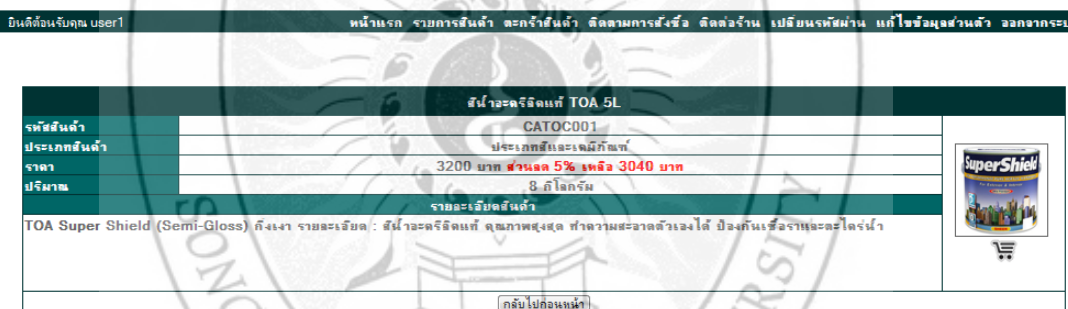 ยินดีต้อนรับคุณ user1
หน้าแรก รายการสินค้า ตะกร้าสินค้า ติดตามการสั่งซื้อ ติดต่อร้าน เปลี่ยนรหัสผ่าน แก้ไขข้อมูลส่วนตัว ออกจากระบ
สีน้ำอะคริลิคแท้ TOA 5L
รหัสสินค้า CATOC001
ประเภทสินค้า ประเภทสีและเคมีภัณฑ์
ราคา 3200 บาท ส่วนลด 5% เหลือ 3040 บาท
ปริมาณ 8 กิโลกรัม
SuperShield
รายละเอียดสินค้า
TOA Super Shield (Semi-Gloss) กึ่งเงา รายละเอียด : สีน้ำอะคริลิคแท้ คุณภาพสูงสุด ทำความสะอาดตัวเองได้ ป้องกันเชื้อราและตะไคร่น้ำ
กลับไปก่อนหน้า